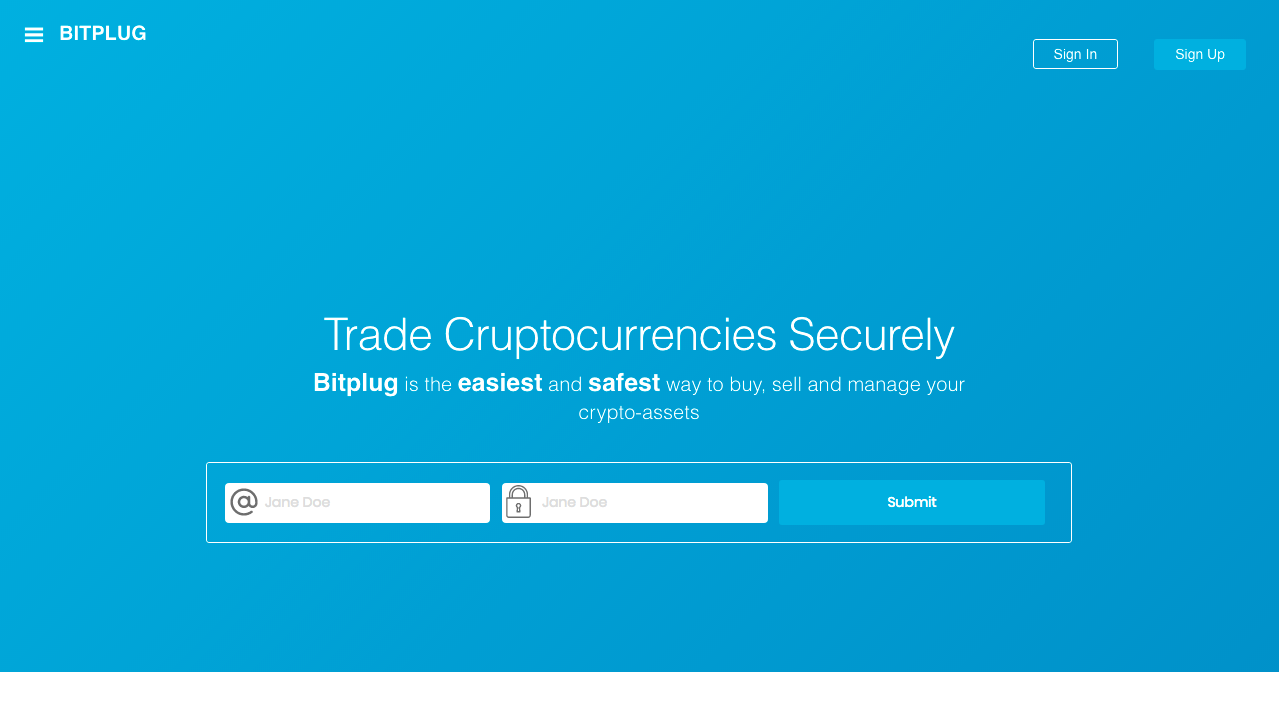 BITPLUG
Sign In
Sign Up
Trade Cruptocurrencies Securely
Bitplug is the easiest and safest way to buy, sell and manage your
crypto-assets
@ Jane Doe
Jane Doe
Submit